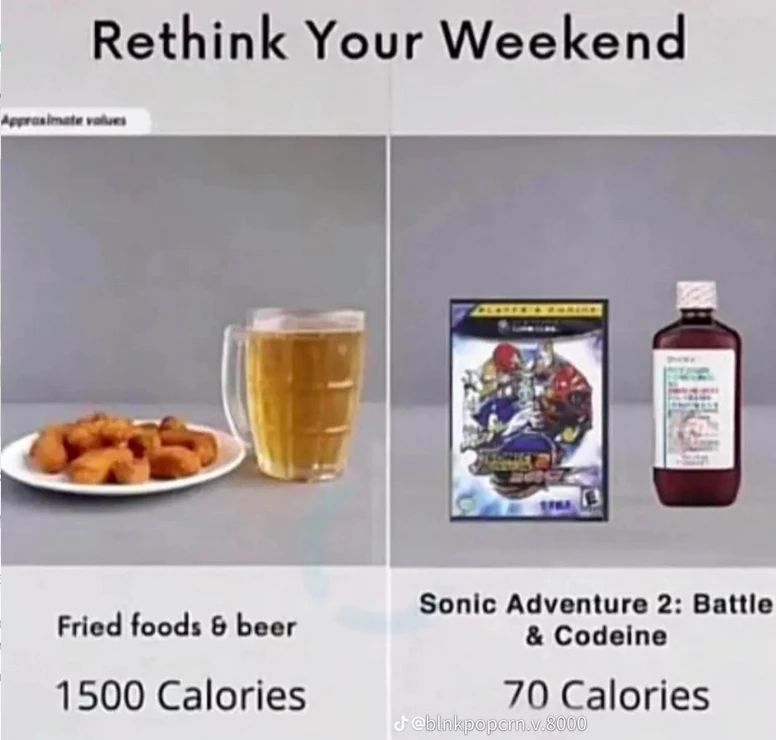 Rethink Your Weekend
Approximate values
PLAYER'S CHOICE
SEGA
E
Fried foods & beer
1500 Calories
Sonic Adventure 2: Battle
& Codeine
70 Calories
@blnkpopcrn.v.8000